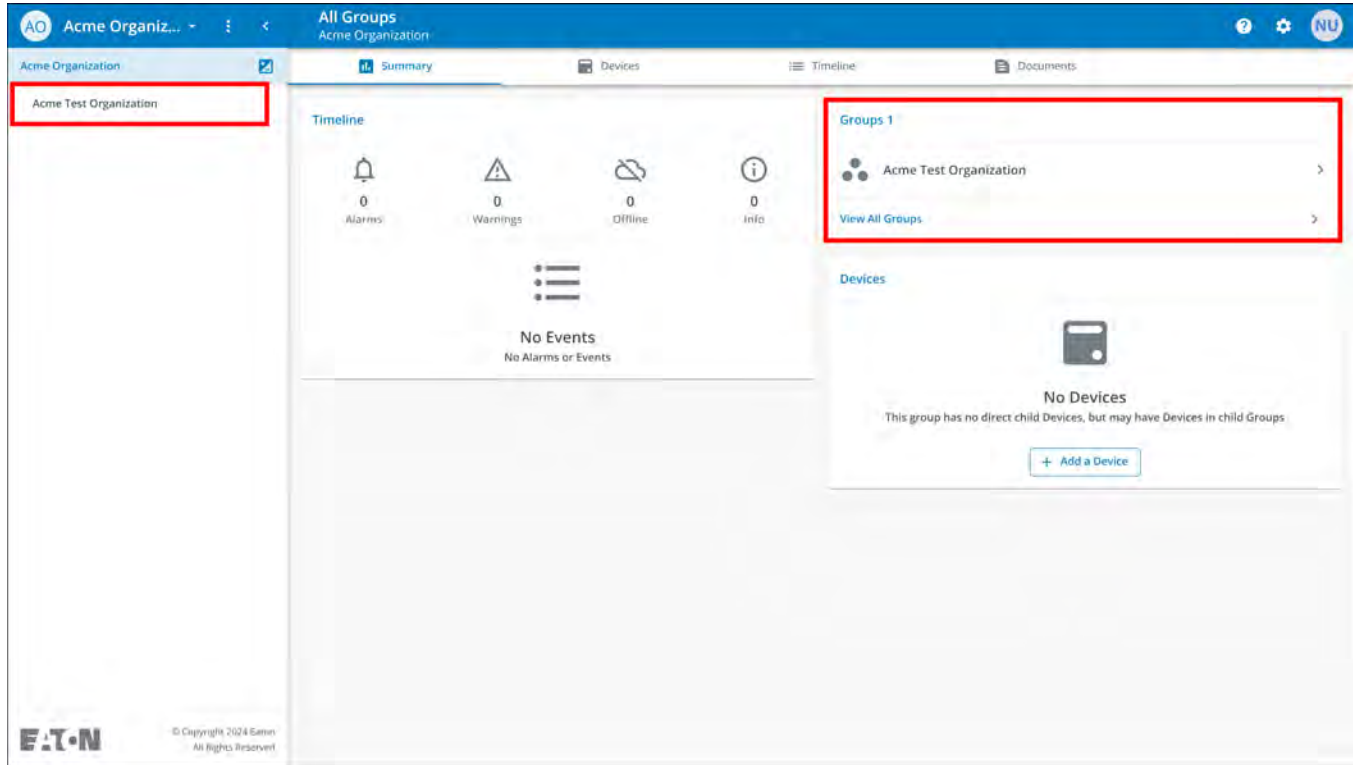 AO Acme Organiz...
All Groups
Acme Organization
NU
Acme Organization
Acme Test Organization
Summary
Devices
Timeline
Documents
Timeline
0
Alarms
0
Warnings
0
Offline
0
Info
No Events
No Alarms or Events
Groups 1
Acme Test Organization
View All Groups
Devices
No Devices
This group has no direct child Devices, but may have Devices in child Groups
+ Add a Device
EATON
© Copyright 2024 Eaton
All Rights Reserved